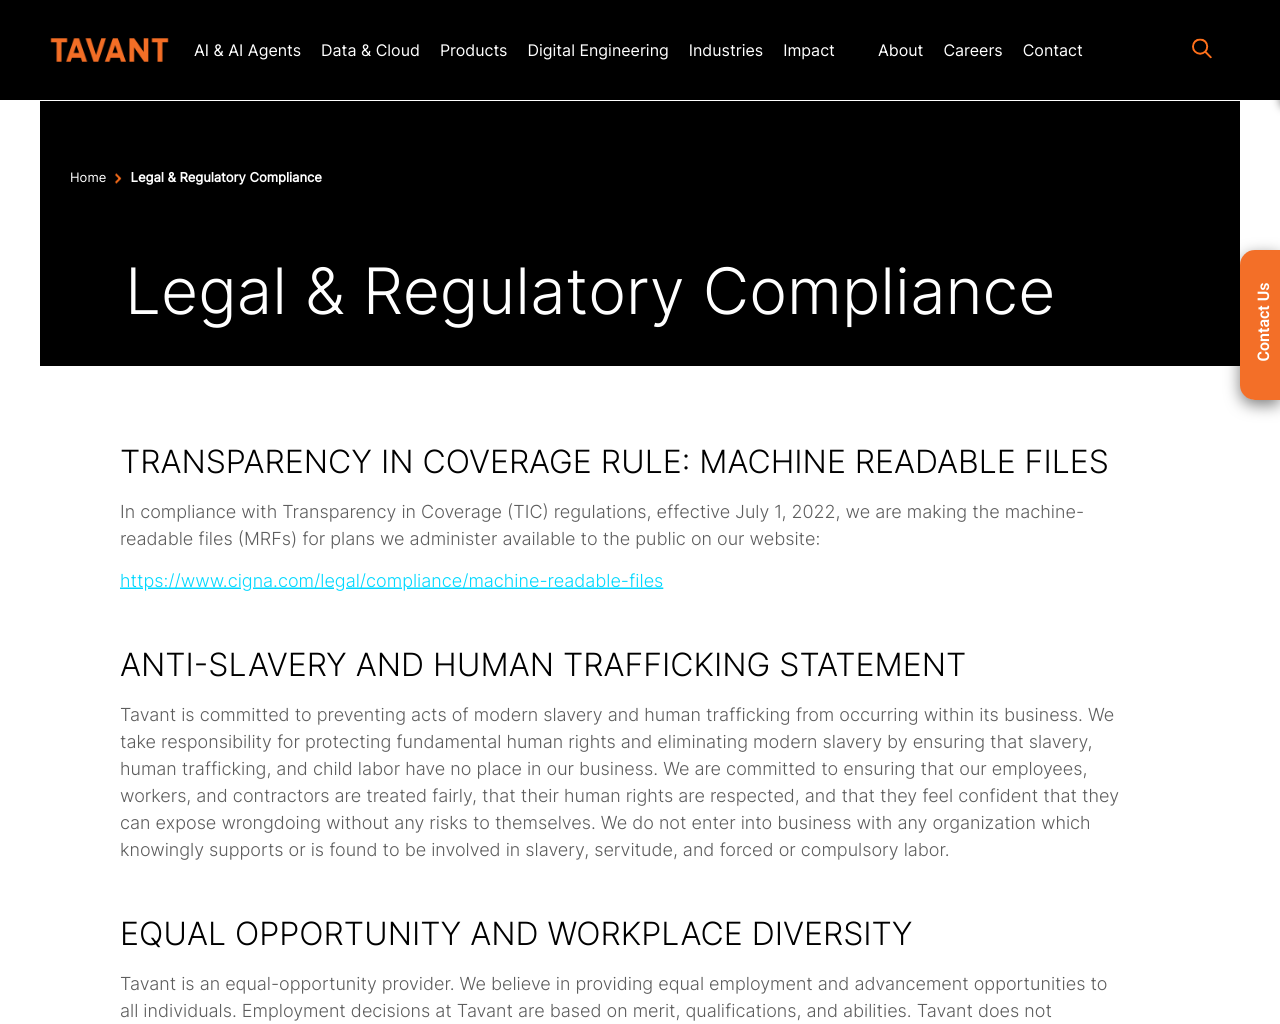 TAVANT
AI & AI Agents
Data & Cloud
Products
Digital Engineering
Industries
Impact
About
Careers
Contact
Home
Legal & Regulatory Compliance
Legal & Regulatory Compliance
Contact Us
TRANSPARENCY IN COVERAGE RULE: MACHINE READABLE FILES
In compliance with Transparency in Coverage (TIC) regulations, effective July 1, 2022, we are making the machine-
readable files (MRFs) for plans we administer available to the public on our website:
https://www.cigna.com/legal/compliance/machine-readable-files
ANTI-SLAVERY AND HUMAN TRAFFICKING STATEMENT
Tavant is committed to preventing acts of modern slavery and human trafficking from occurring within its business. We
take responsibility for protecting fundamental human rights and eliminating modern slavery by ensuring that slavery,
human trafficking, and child labor have no place in our business. We are committed to ensuring that our employees,
workers, and contractors are treated fairly, that their human rights are respected, and that they feel confident that they
can expose wrongdoing without any risks to themselves. We do not enter into business with any organization which
knowingly supports or is found to be involved in slavery, servitude, and forced or compulsory labor.
EQUAL OPPORTUNITY AND WORKPLACE DIVERSITY
Tavant is an equal-opportunity provider. We believe in providing equal employment and advancement opportunities to
all individuals. Employment decisions at Tavant are based on merit, qualifications, and abilities. Tavant does not